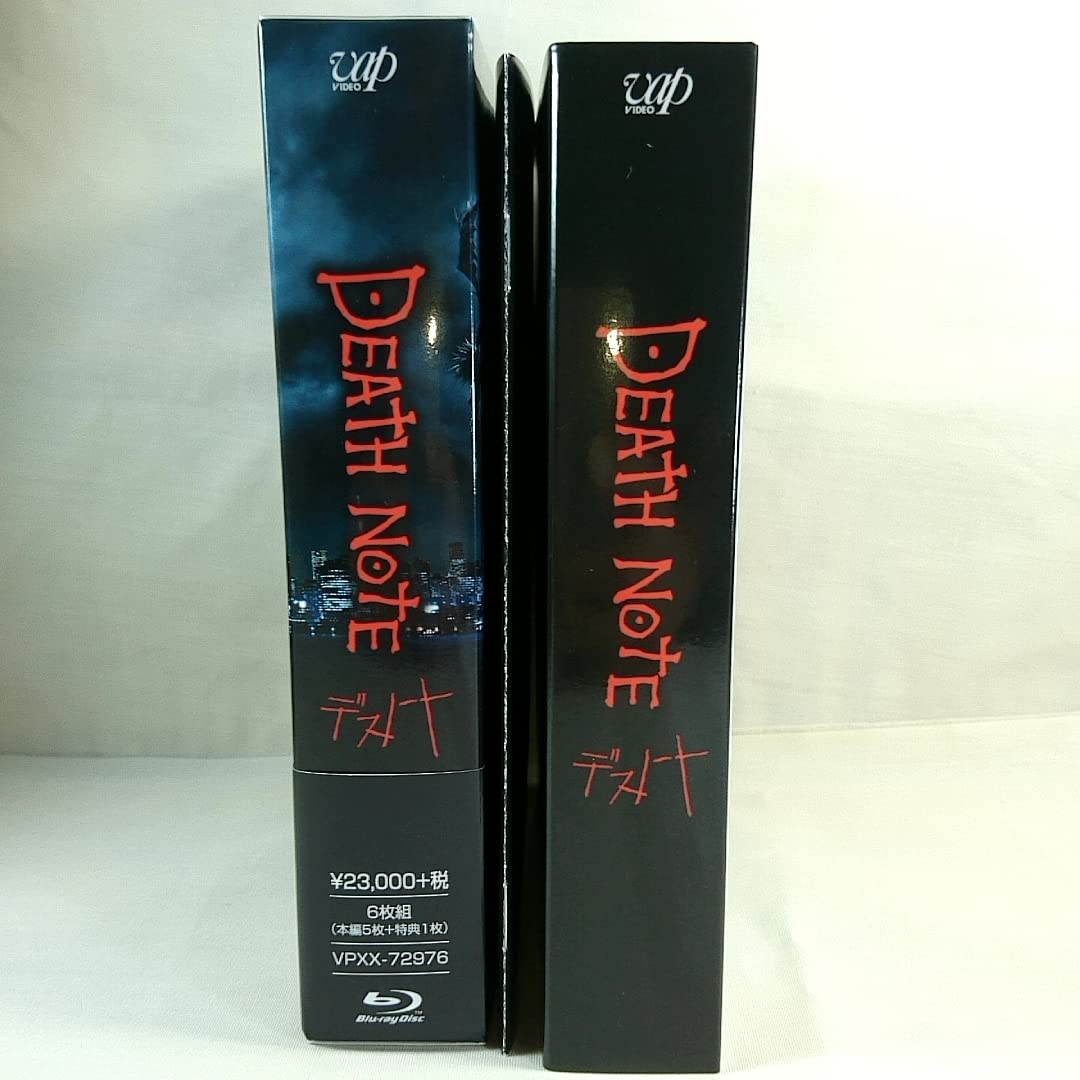 vap
VIDEO
DEATH NOTE
デスノート
¥23,000+税
6枚組
(本編5枚+特典1枚)
VPXX-72976
Blu-ray Disc
TM
vap
VIDEO
DEATH NOTE
デスノート